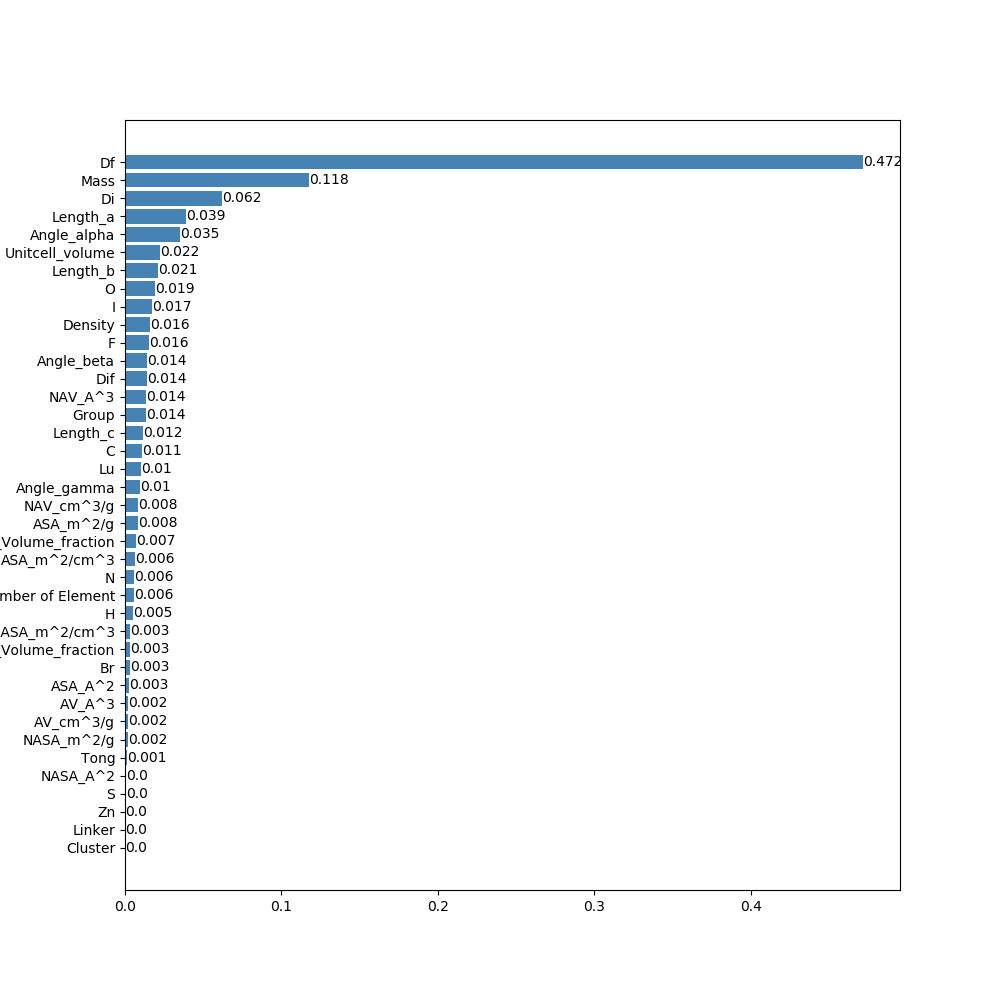 Df 0.472
Mass 0.118
Di 0.062
Length_a 0.039
Angle_alpha 0.035
Unitcell_volume 0.022
Length_b 0.021
O 0.019
I 0.017
Density 0.016
F 0.016
Angle_beta 0.014
Dif 0.014
NAV_A^3 0.014
Group 0.014
Length_c 0.012
C 0.011
Lu 0.01
Angle_gamma 0.01
NAV_cm^3/g 0.008
ASA_m^2/g 0.008
_Volume_fraction 0.007
ASA_m^2/cm^3 0.006
N 0.006
mber of Element 0.006
H 0.005
ASA_m^2/cm^3 0.003
_Volume_fraction 0.003
Br 0.003
ASA_A^2 0.003
AV_A^3 0.002
AV_cm^3/g 0.002
NASA_m^2/g 0.002
Tong 0.001
NASA_A^2 0.0
S 0.0
Zn 0.0
Linker 0.0
Cluster 0.0
0.0 0.1 0.2 0.3 0.4